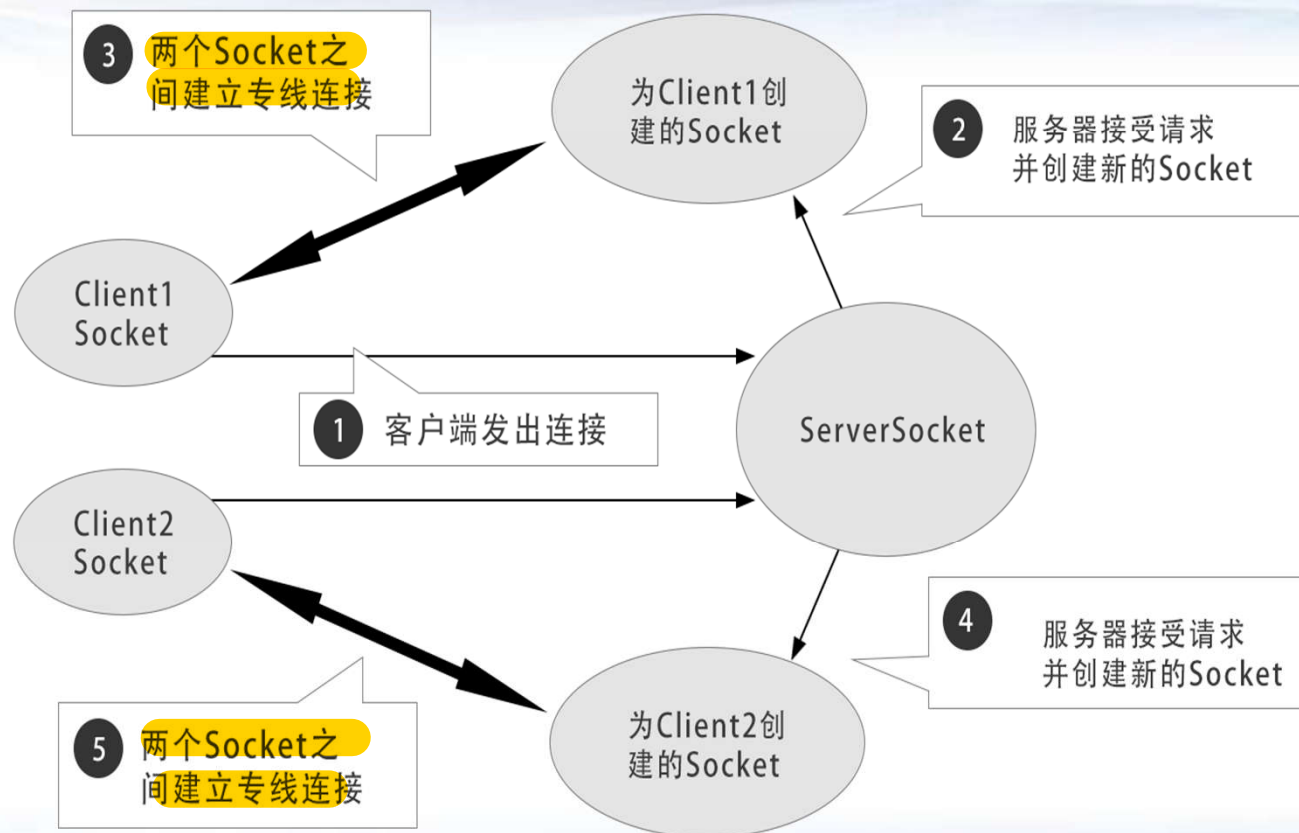 3
两个Socket之
间建立专线连接
为Client1创
建的Socket
2
服务器接受请求
并创建新的Socket
Client1
Socket
1
客户端发出连接
ServerSocket
Client2
Socket
4
服务器接受请求
并创建新的Socket
5
两个Socket之
间建立专线连接
为Client2创
建的Socket